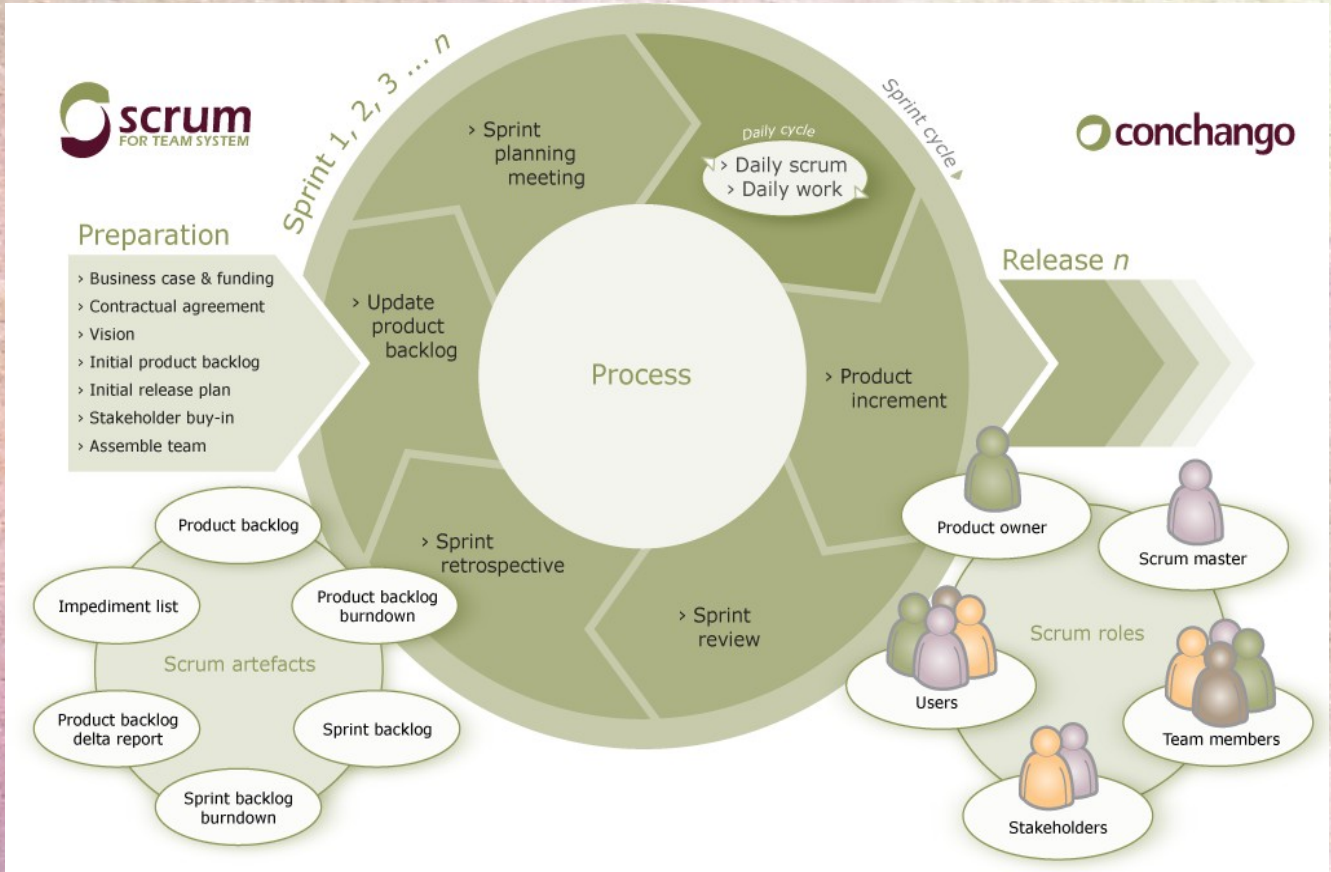 scrum
FOR TEAM SYSTEM
conchango
Sprint 1, 2, 3 ... n
Sprint cycle
Preparation
› Business case & funding
› Contractual agreement
› Vision
› Initial product backlog
› Initial release plan
› Stakeholder buy-in
› Assemble team
› Sprint
planning
meeting
Daily cycle
› Daily scrum
› Daily work
› Update
product
backlog
Process
› Product
increment
› Sprint
retrospective
› Sprint
review
Release n
Product backlog
Impediment list
Product backlog
burndown
Scrum artefacts
Product backlog
delta report
Sprint backlog
Sprint backlog
burndown
Product owner
Scrum master
Scrum roles
Users
Team members
Stakeholders